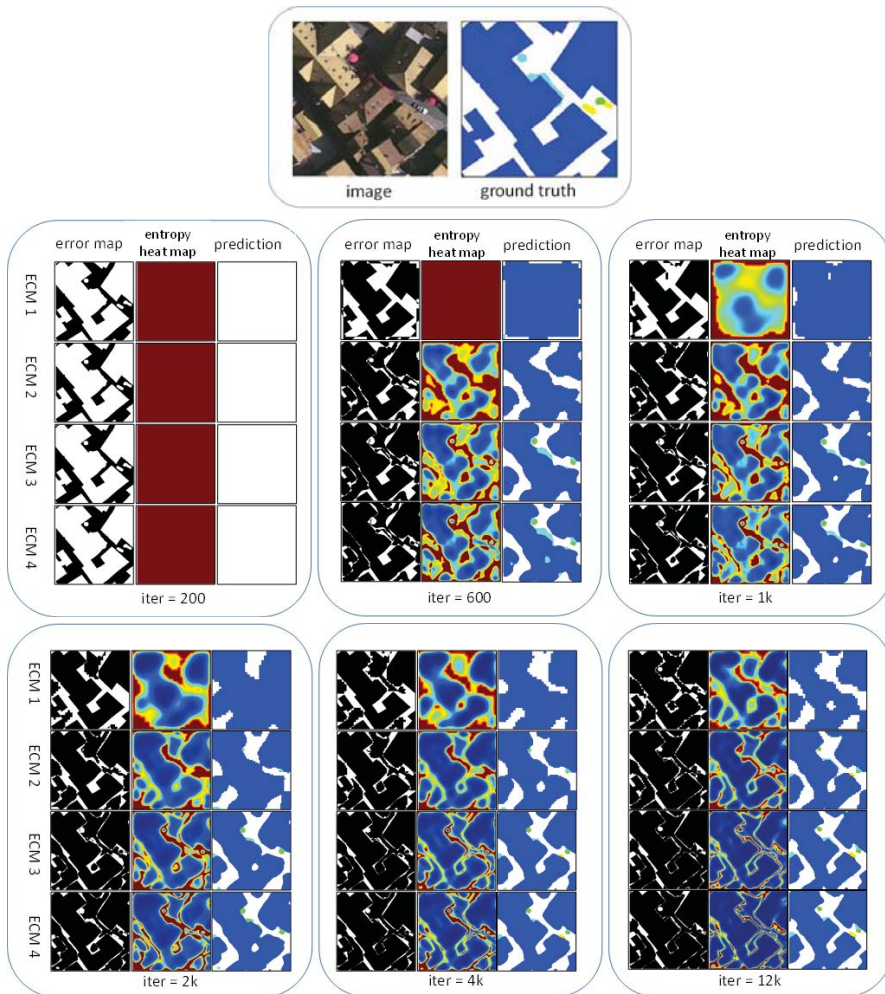 image ground truth
error map entropy heat map prediction
ECM 1
ECM 2
ECM 3
ECM 4
iter = 200
error map entropy heat map prediction
iter = 600
error map entropy heat map prediction
iter = 1k
ECM 1
ECM 2
ECM 3
ECM 4
iter = 2k
iter = 4k
iter = 12k